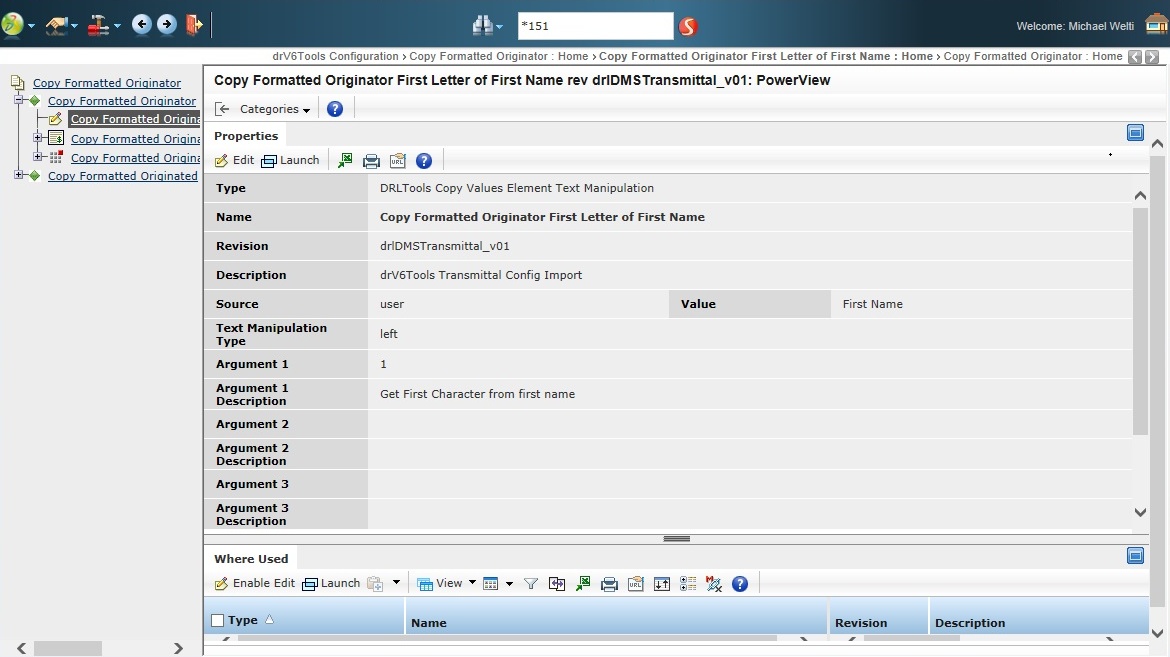 *151
Welcome: Michael Welti
drV6Tools Configuration › Copy Formatted Originator : Home › Copy Formatted Originator First Letter of First Name : Home › Copy Formatted Originator : Home
Copy Formatted Originator
Copy Formatted Originator
Copy Formatted Origina
Copy Formatted Origina
Copy Formatted Origina
Copy Formatted Originated
Copy Formatted Originator First Letter of First Name rev drlDMSTransmittal_v01: PowerView
Categories
Properties
Edit Launch
Type DRLTools Copy Values Element Text Manipulation
Name Copy Formatted Originator First Letter of First Name
Revision drlDMSTransmittal_v01
Description drV6Tools Transmittal Config Import
Source user Value First Name
Text Manipulation
Type left
Argument 1 1
Argument 1
Description Get First Character from first name
Argument 2
Argument 2
Description
Argument 3
Argument 3
Description
Where Used
Enable Edit Launch View
Type Name Revision Description